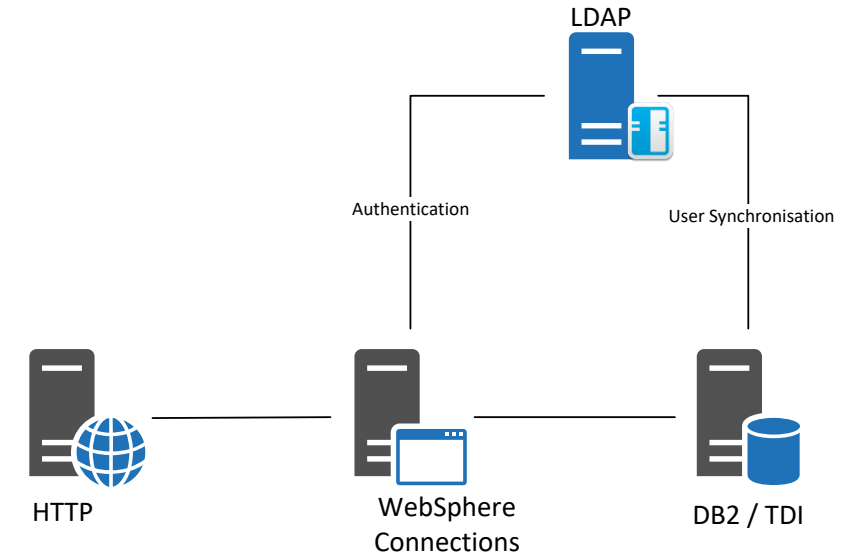 LDAP
Authentication
User Synchronisation
HTTP
WebSphere
Connections
DB2 / TDI